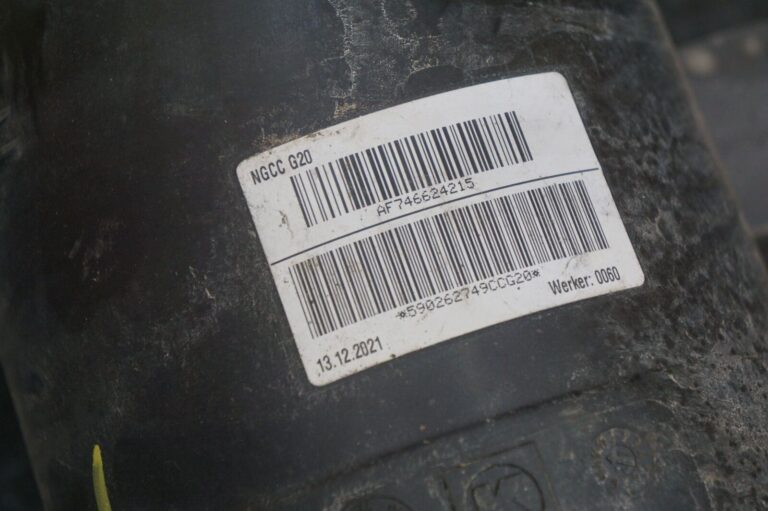 NGCC G20
AF746624215
*590262749CCG20*
Werker: 0060
13.12.2021
K